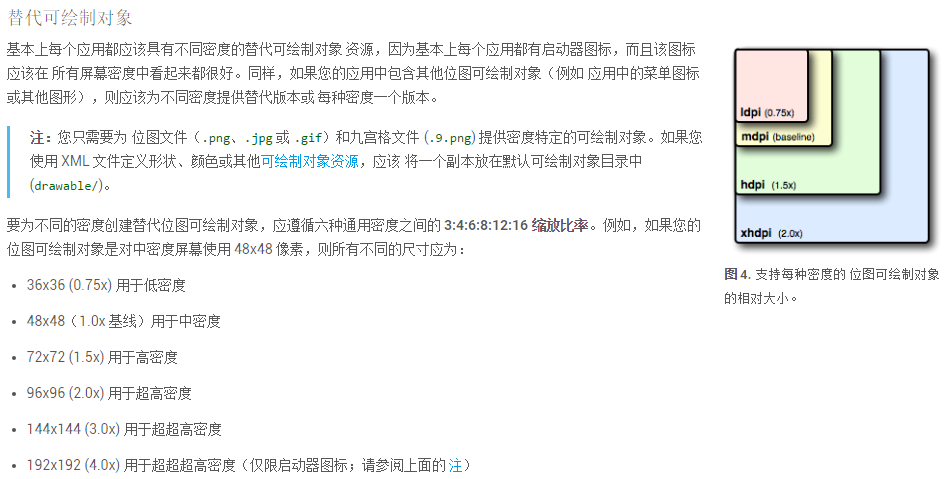 替代可绘制对象
基本上每个应用都应该具有不同密度的替代可绘制对象 资源，因为基本上每个应用都有启动器图标，而且该图标
应该在 所有屏幕密度中看起来都很好。同样，如果您的应用中包含其他位图可绘制对象（例如 应用中的菜单图标
或其他图形），则应该为不同密度提供替代版本或 每种密度一个版本。
注：您只需要为 位图文件（.png、.jpg 或 .gif）和九宫格文件 (.9.png) 提供密度特定的可绘制对象。如果您
使用 XML 文件定义形状、颜色或其他可绘制对象资源，应该 将一个副本放在默认可绘制对象目录中
(drawable/)。
要为不同的密度创建替代位图可绘制对象，应遵循六种通用密度之间的 3:4:6:8:12:16 缩放比率。例如，如果您的
位图可绘制对象是对中密度屏幕使用 48x48 像素，则所有不同的尺寸应为：
• 36x36 (0.75x) 用于低密度
• 48x48（1.0x 基线）用于中密度
• 72x72 (1.5x) 用于高密度
• 96x96 (2.0x) 用于超高密度
• 144x144 (3.0x) 用于超超高密度
• 192x192 (4.0x) 用于超超超高密度（仅限启动器图标；请参阅上面的 注）
ldpi (0.75x)
mdpi (baseline)
hdpi (1.5x)
xhdpi (2.0x)
图 4. 支持每种密度的 位图可绘制对象
的相对大小。